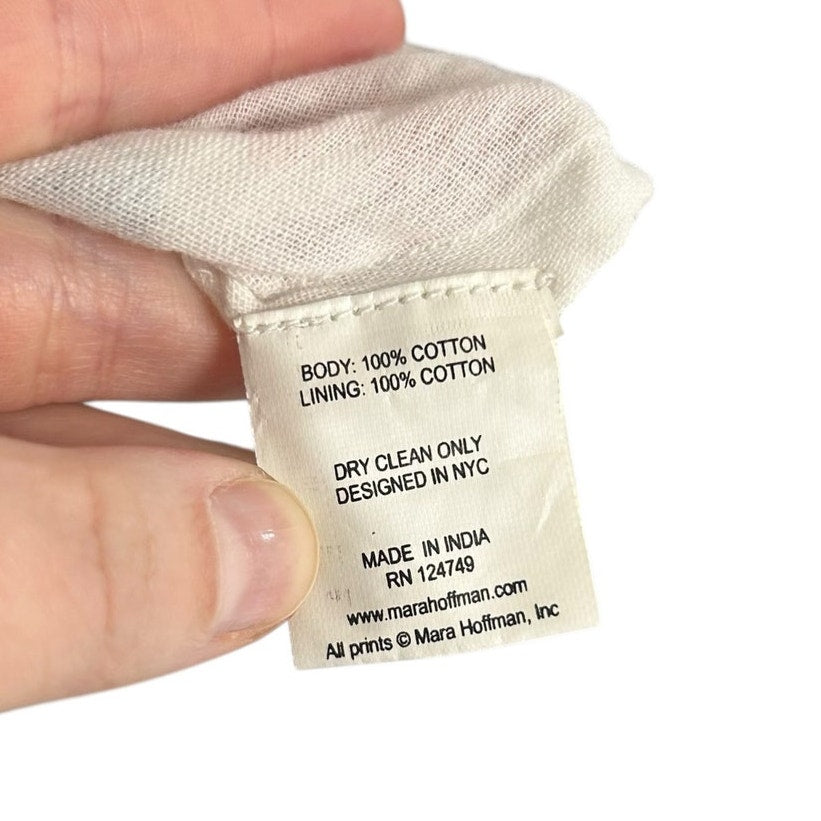 BODY: 100% COTTON
LINING: 100% COTTON
DRY CLEAN ONLY
DESIGNED IN NYC
MADE IN INDIA
RN 124749
www.marahoffman.com
All prints © Mara Hoffman, Inc